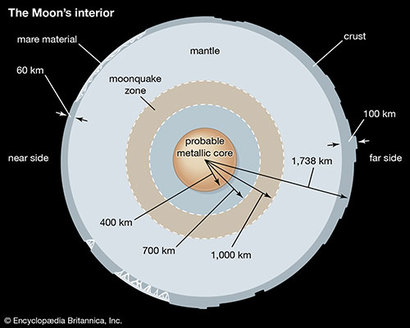 The Moon's interior
mare material
mantle
crust
60 km
moonquake
zone
100 km
probable
metallic core
near side
1,738 km
far side
400 km
700 km
1,000 km
© Encyclopædia Britannica, Inc.